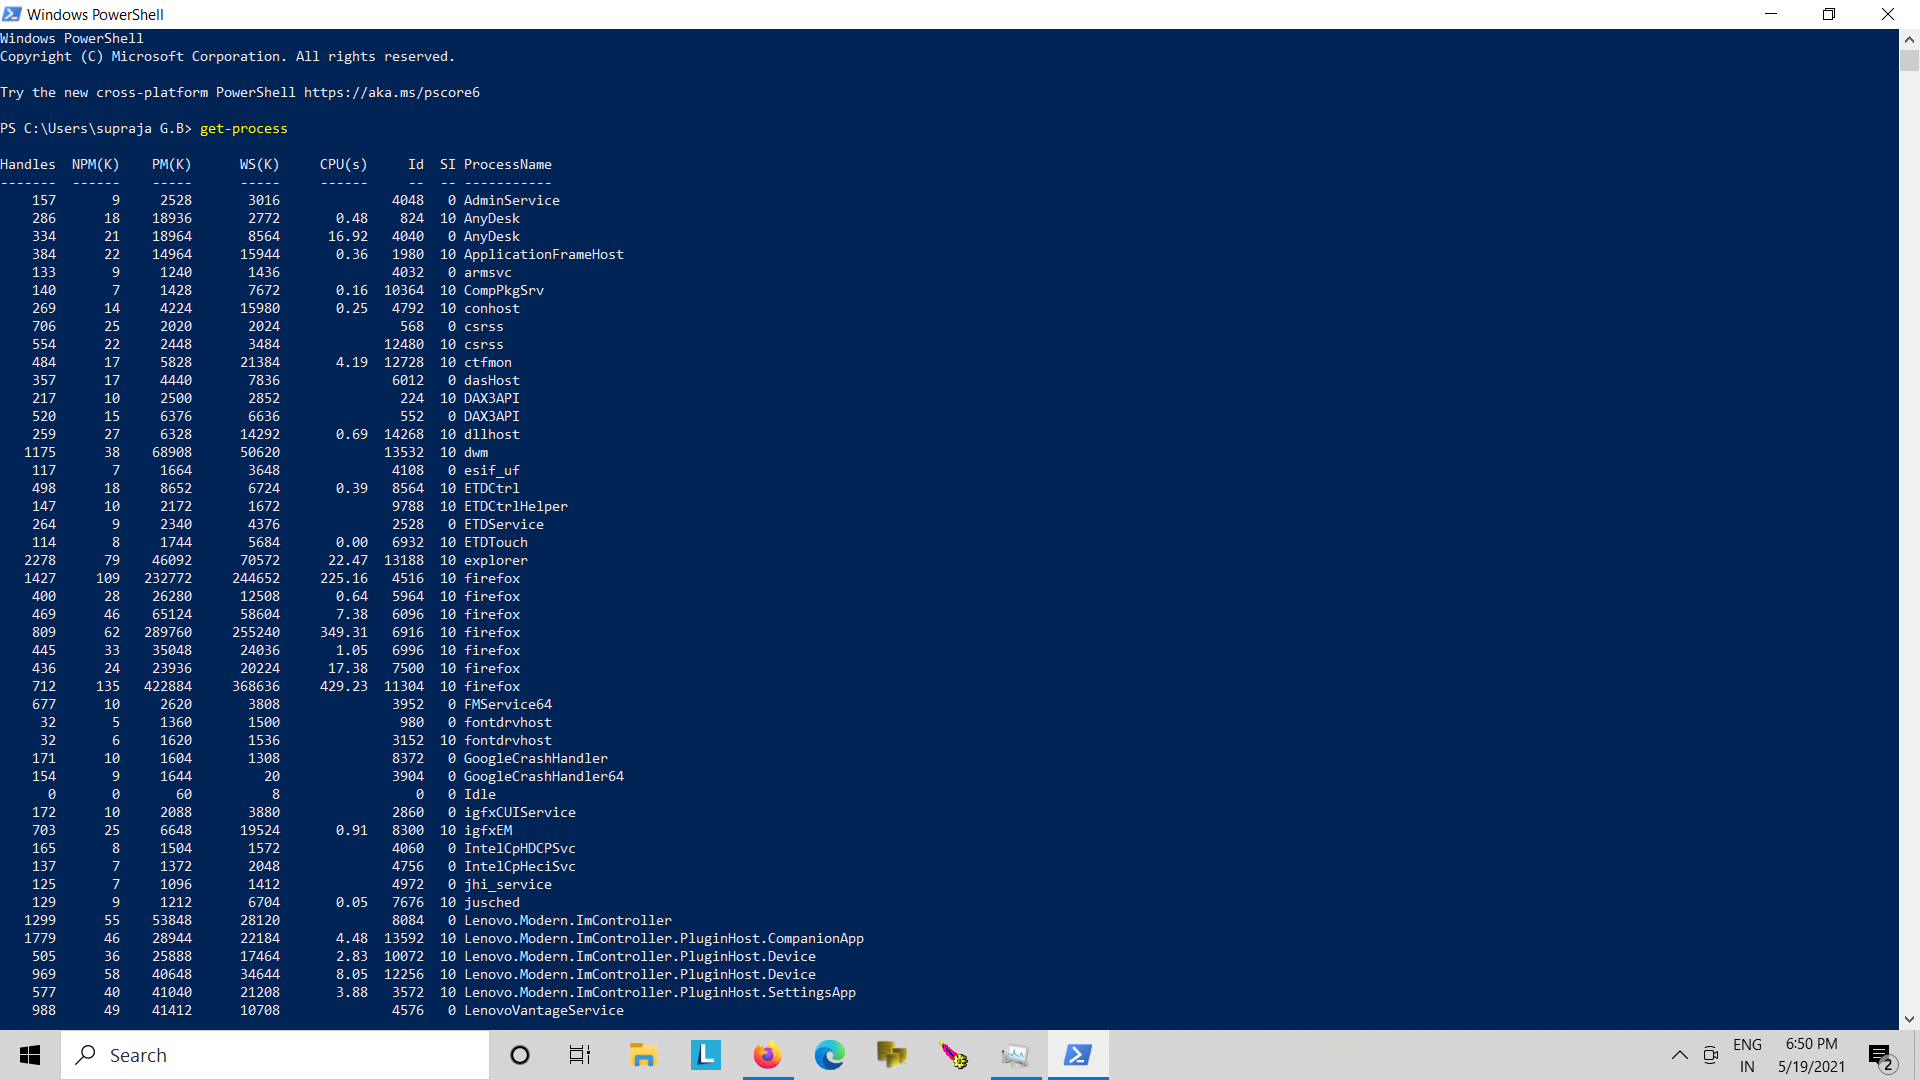 Windows PowerShell
Windows PowerShell
Copyright (C) Microsoft Corporation. All rights reserved.
Try the new cross-platform PowerShell https://aka.ms/pscore6
PS C:\Users\supraja G.B> get-process
Handles  NPM(K)    PM(K)      WS(K)     CPU(s)     Id  SI ProcessName
-------  ------    -----      -----     ------     --  -- -----------
    157       9     2528       3016              4048   0 AdminService
    286      18    18936       2772       0.48    824  10 AnyDesk
    334      21    18964       8564      16.92   4040   0 AnyDesk
    384      22    14964      15944       0.36   1980  10 ApplicationFrameHost
    133       9     1240       1436              4032   0 armsvc
    140       7     1428       7672       0.16  10364  10 CompPkgSrv
    269      14     4224      15980       0.25   4792  10 conhost
    706      25     2020       2024               568   0 csrss
    554      22     2448       3484             12480  10 csrss
    484      17     5828      21384       4.19  12728  10 ctfmon
    357      17     4440       7836              6012   0 dasHost
    217      10     2500       2852               224  10 DAX3API
    520      15     6376       6636               552   0 DAX3API
    259      27     6328      14292       0.69  14268  10 dllhost
   1175      38    68908      50620             13532  10 dwm
    117       7     1664       3648              4108   0 esif_uf
    498      18     8652       6724       0.39   8564  10 ETDCtrl
    147      10     2172       1672              9788  10 ETDCtrlHelper
    264       9     2340       4376              2528   0 ETDService
    114       8     1744       5684       0.00   6932  10 ETDTouch
   2278      79    46092      70572      22.47  13188  10 explorer
   1427     109   232772     244652     225.16   4516  10 firefox
    400      28    26280      12508       0.64   5964  10 firefox
    469      46    65124      58604       7.38   6096  10 firefox
    809      62   289760     255240     349.31   6916  10 firefox
    445      33    35048      24036       1.05   6996  10 firefox
    436      24    23936      20224      17.38   7500  10 firefox
    712     135   422884     368636     429.23  11304  10 firefox
    677      10     2620       3808              3952   0 FMService64
     32       5     1360       1500               980   0 fontdrvhost
     32       6     1620       1536              3152  10 fontdrvhost
    171      10     1604       1308              8372   0 GoogleCrashHandler
    154       9     1644         20              3904   0 GoogleCrashHandler64
      0       0       60          8                 0   0 Idle
    172      10     2088       3880              2860   0 igfxCUIService
    703      25     6648      19524       0.91   8300  10 igfxEM
    165       8     1504       1572              4060   0 IntelCpHDCPSvc
    137       7     1372       2048              4756   0 IntelCpHeciSvc
    125       7     1096       1412              4972   0 jhi_service
    129       9     1212       6704       0.05   7676  10 jusched
   1299      55    53848      28120              8084   0 Lenovo.Modern.ImController
   1779      46    28944      22184       4.48  13592  10 Lenovo.Modern.ImController.PluginHost.CompanionApp
    505      36    25888      17464       2.83  10072  10 Lenovo.Modern.ImController.PluginHost.Device
    969      58    40648      34644       8.05  12256  10 Lenovo.Modern.ImController.PluginHost.Device
    577      40    41040      21208       3.88   3572  10 Lenovo.Modern.ImController.PluginHost.SettingsApp
    988      49    41412      10708              4576   0 LenovoVantageService
Search
L
ENG
IN
6:50 PM
5/19/2021
2